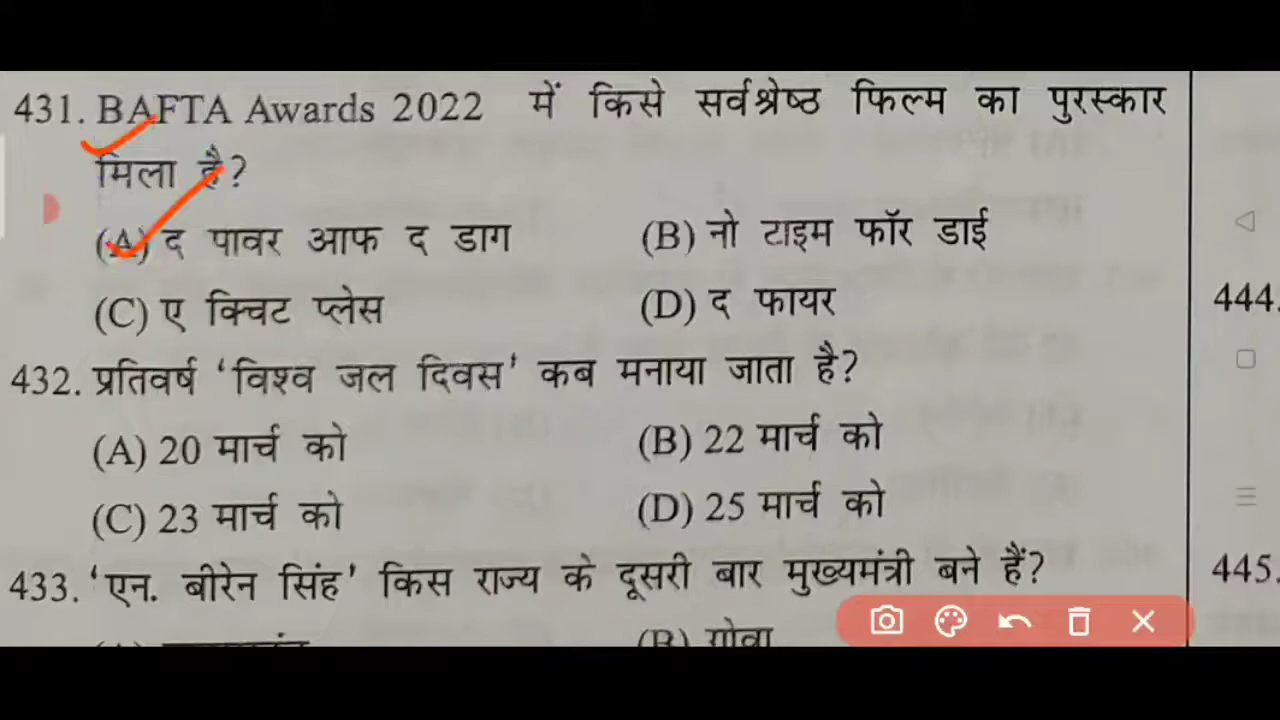 431. BAFTA Awards 2022 में किसे सर्वश्रेष्ठ फिल्म का पुरस्कार
मिला है?
(A) द पावर आफ द डाग (B) नो टाइम फॉर डाई
(C) ए क्विट प्लेस (D) द फायर
432. प्रतिवर्ष 'विश्व जल दिवस' कब मनाया जाता है?
(A) 20 मार्च को (B) 22 मार्च को
(C) 23 मार्च को (D) 25 मार्च को
433. 'एन. बीरेन सिंह' किस राज्य के दूसरी बार मुख्यमंत्री बने हैं?
(B) गोवा
444.
445.